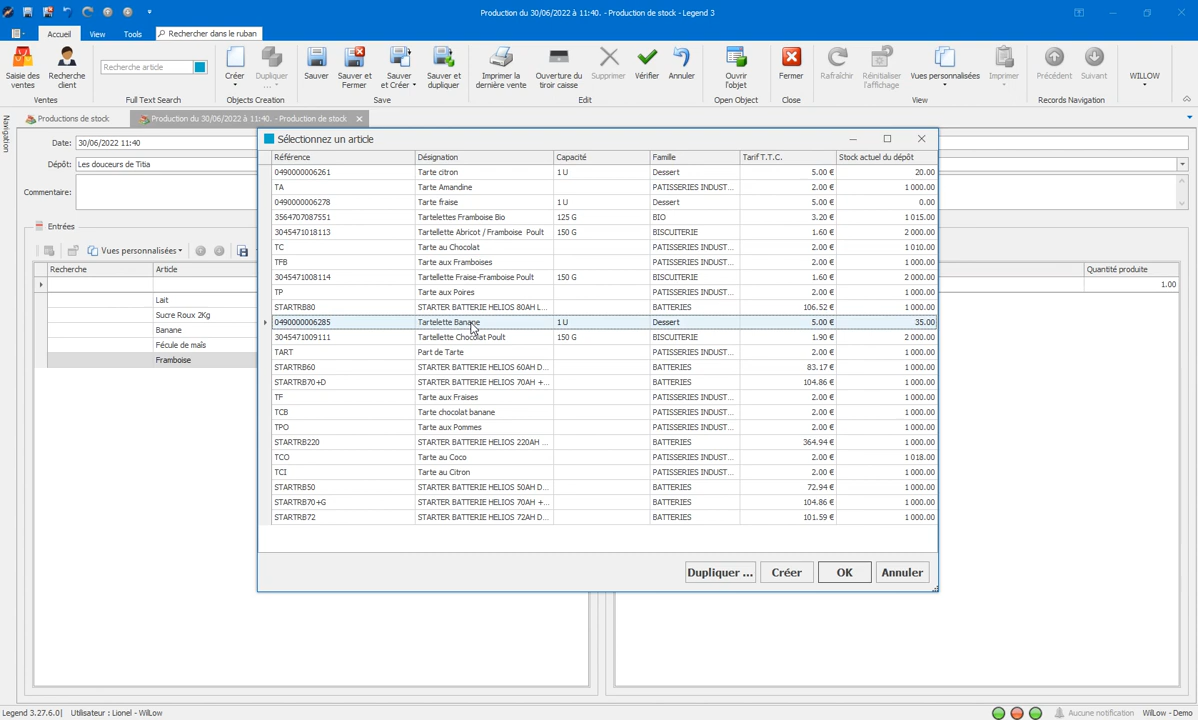 Production du 30/06/2022 à 11:40. - Production de stock - Legend 3
Accueil View Tools Rechercher dans le ruban
Saisie des ventes
Recherche client
Ventes
Recherche article
Full Text Search
Créer
Dupliquer ...
Objects Creation
Sauver
Sauver et Fermer
Sauver et Créer
Sauver et dupliquer
Save
Imprimer la dernière vente
Ouverture du tiroir caisse
Supprimer
Vérifier
Annuler
Edit
Ouvrir l'objet
Open Object
Fermer
Close
Rafraîchir
Réinitialiser l'affichage
Vues personnalisées
Imprimer
View
Précédent
Suivant
Records Navigation
WILLOW
Navigation
Productions de stock
Production du 30/06/2022 à 11:40. - Production de stock
Date: 30/06/2022 11:40
Dépôt: Les douceurs de Titia
Commentaire:
Entrées
Vues personnalisées
Recherche Article
Lait
Sucre Roux 2Kg
Banane
Fécule de maïs
Framboise
Quantité produite
1.00
Sélectionnez un article
Référence Désignation Capacité Famille Tarif T.T.C. Stock actuel du dépôt
0490000006261 Tarte citron 1 U Dessert 5.00 € 20.00
TA Tarte Amandine PATISSERIES INDUST... 2.00 € 1 000.00
0490000006278 Tarte fraise 1 U Dessert 5.00 € 0.00
3564707087551 Tartelettes Framboise Bio 125 G BIO 3.20 € 1 015.00
3045471018113 Tartellette Abricot / Framboise Poult 150 G BISCUITERIE 1.60 € 2 000.00
TC Tarte au Chocolat PATISSERIES INDUST... 2.00 € 1 010.00
TFB Tarte aux Framboises PATISSERIES INDUST... 2.00 € 1 000.00
3045471008114 Tartellette Fraise-Framboise Poult 150 G BISCUITERIE 1.60 € 2 000.00
TP Tarte aux Poires PATISSERIES INDUST... 2.00 € 1 000.00
STARTRB80 STARTER BATTERIE HELIOS 80AH L... BATTERIES 106.52 € 1 000.00
0490000006285 Tartelette Banane 1 U Dessert 5.00 € 35.00
3045471009111 Tartellette Chocolat Poult 150 G BISCUITERIE 1.90 € 2 000.00
TART Part de Tarte PATISSERIES INDUST... 2.00 € 1 000.00
STARTRB60 STARTER BATTERIE HELIOS 60AH D... BATTERIES 83.17 € 1 000.00
STARTRB70+D STARTER BATTERIE HELIOS 70AH +... BATTERIES 104.86 € 1 000.00
TF Tarte aux Fraises PATISSERIES INDUST... 2.00 € 1 000.00
TCB Tarte chocolat banane PATISSERIES INDUST... 2.00 € 1 000.00
TPO Tarte aux Pommes PATISSERIES INDUST... 2.00 € 1 000.00
STARTRB220 STARTER BATTERIE HELIOS 220AH ... BATTERIES 364.94 € 1 000.00
TCO Tarte au Coco PATISSERIES INDUST... 2.00 € 1 018.00
TCI Tarte au Citron PATISSERIES INDUST... 2.00 € 1 000.00
STARTRB50 STARTER BATTERIE HELIOS 50AH D... BATTERIES 72.94 € 1 000.00
STARTRB70+G STARTER BATTERIE HELIOS 70AH +... BATTERIES 104.86 € 1 000.00
STARTRB72 STARTER BATTERIE HELIOS 72AH D... BATTERIES 101.59 € 1 000.00
Dupliquer ... Créer OK Annuler
Legend 3.27.6.0| Utilisateur : Lionel - WilLow
Aucune notification WilLow - Demo